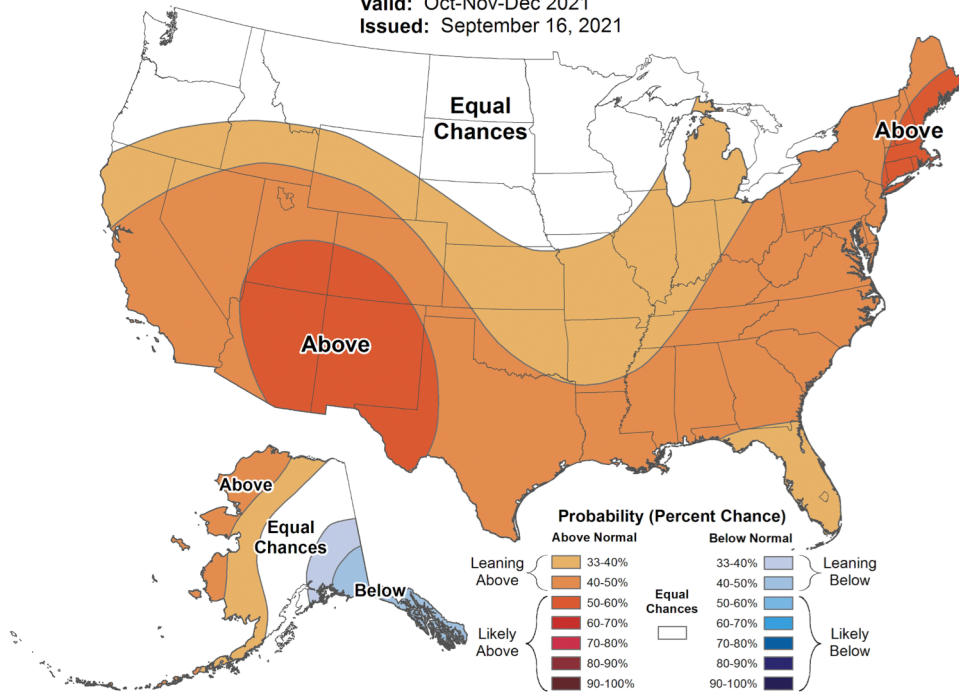 Valid: Oct-Nov-Dec 2021
Issued: September 16, 2021
Equal
Chances
Above
Above
Above
Equal
Chances
Below
Probability (Percent Chance)
Above Normal
Below Normal
Leaning
Above
33-40%
40-50%
50-60%
60-70%
70-80%
80-90%
90-100%
Likely
Above
Equal
Chances
33-40%
40-50%
50-60%
60-70%
70-80%
80-90%
90-100%
Leaning
Below
Likely
Below